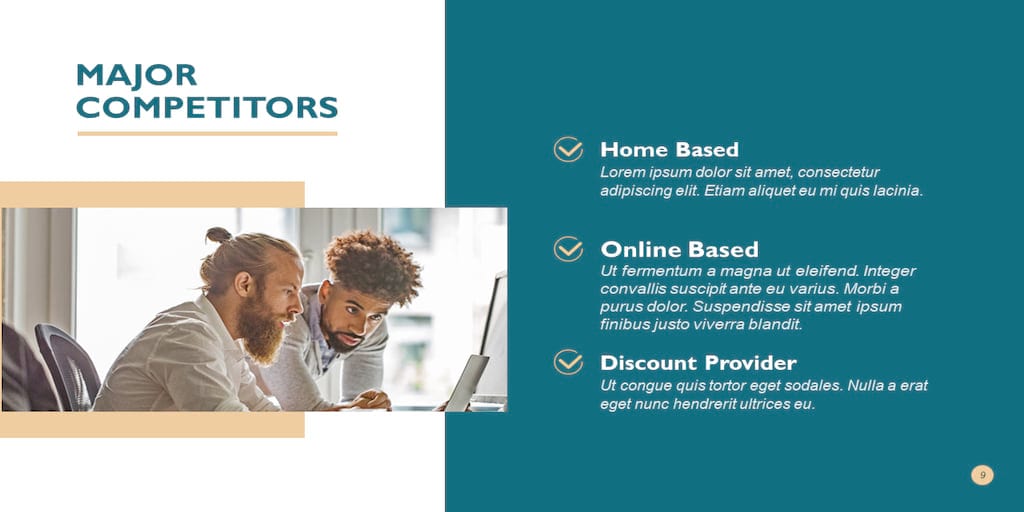 MAJOR
COMPETITORS
Home Based
Lorem ipsum dolor sit amet, consectetur
adipiscing elit. Etiam aliquet eu mi quis lacinia.
Online Based
Ut fermentum a magna ut eleifend. Integer
convallis suscipit ante eu varius. Morbi a
purus dolor. Suspendisse sit amet ipsum
finibus justo viverra blandit.
Discount Provider
Ut congue quis tortor eget sodales. Nulla a erat
eget nunc hendrerit ultrices eu.
9